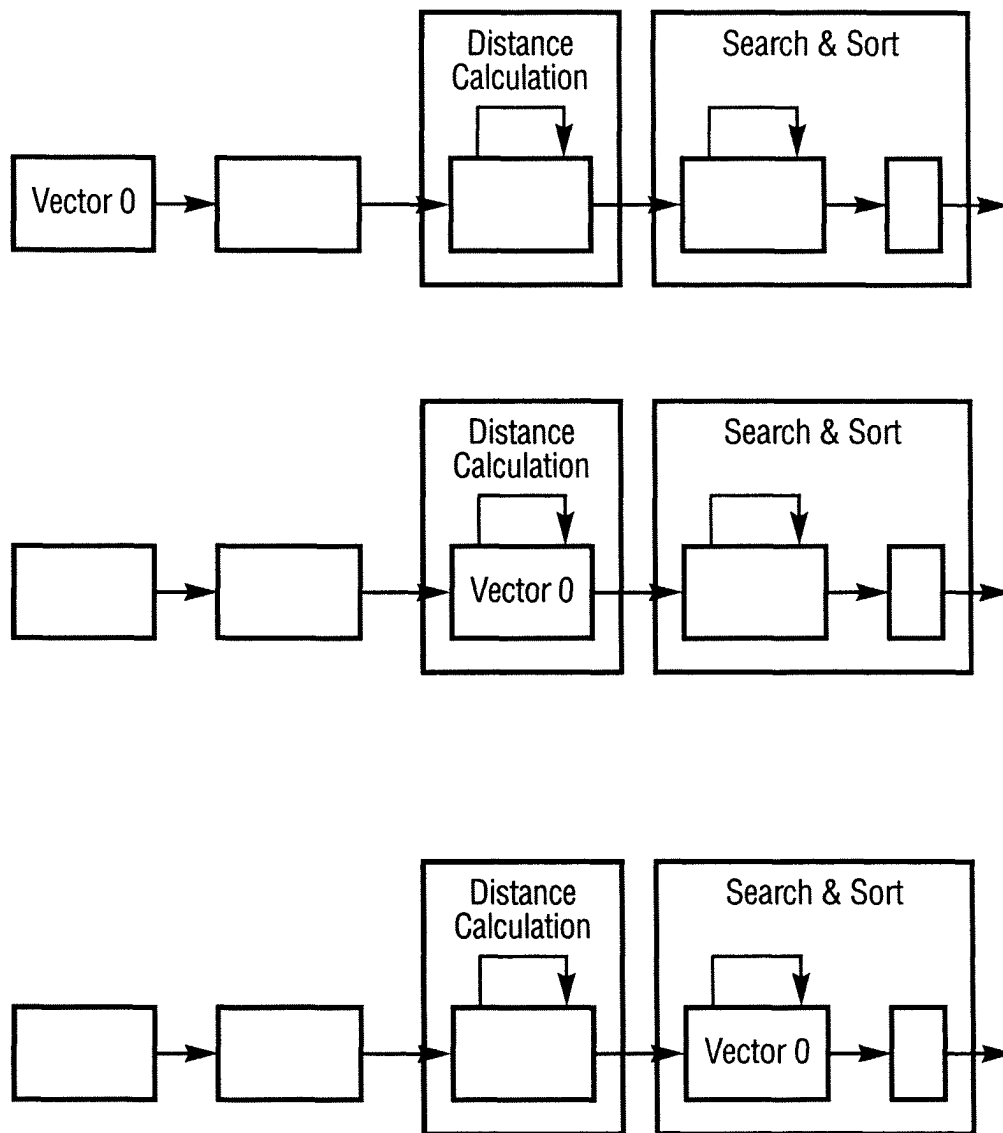 Distance
Calculation
Search & Sort
Vector 0
Distance
Calculation
Search & Sort
Vector 0
Distance
Calculation
Search & Sort
Vector 0